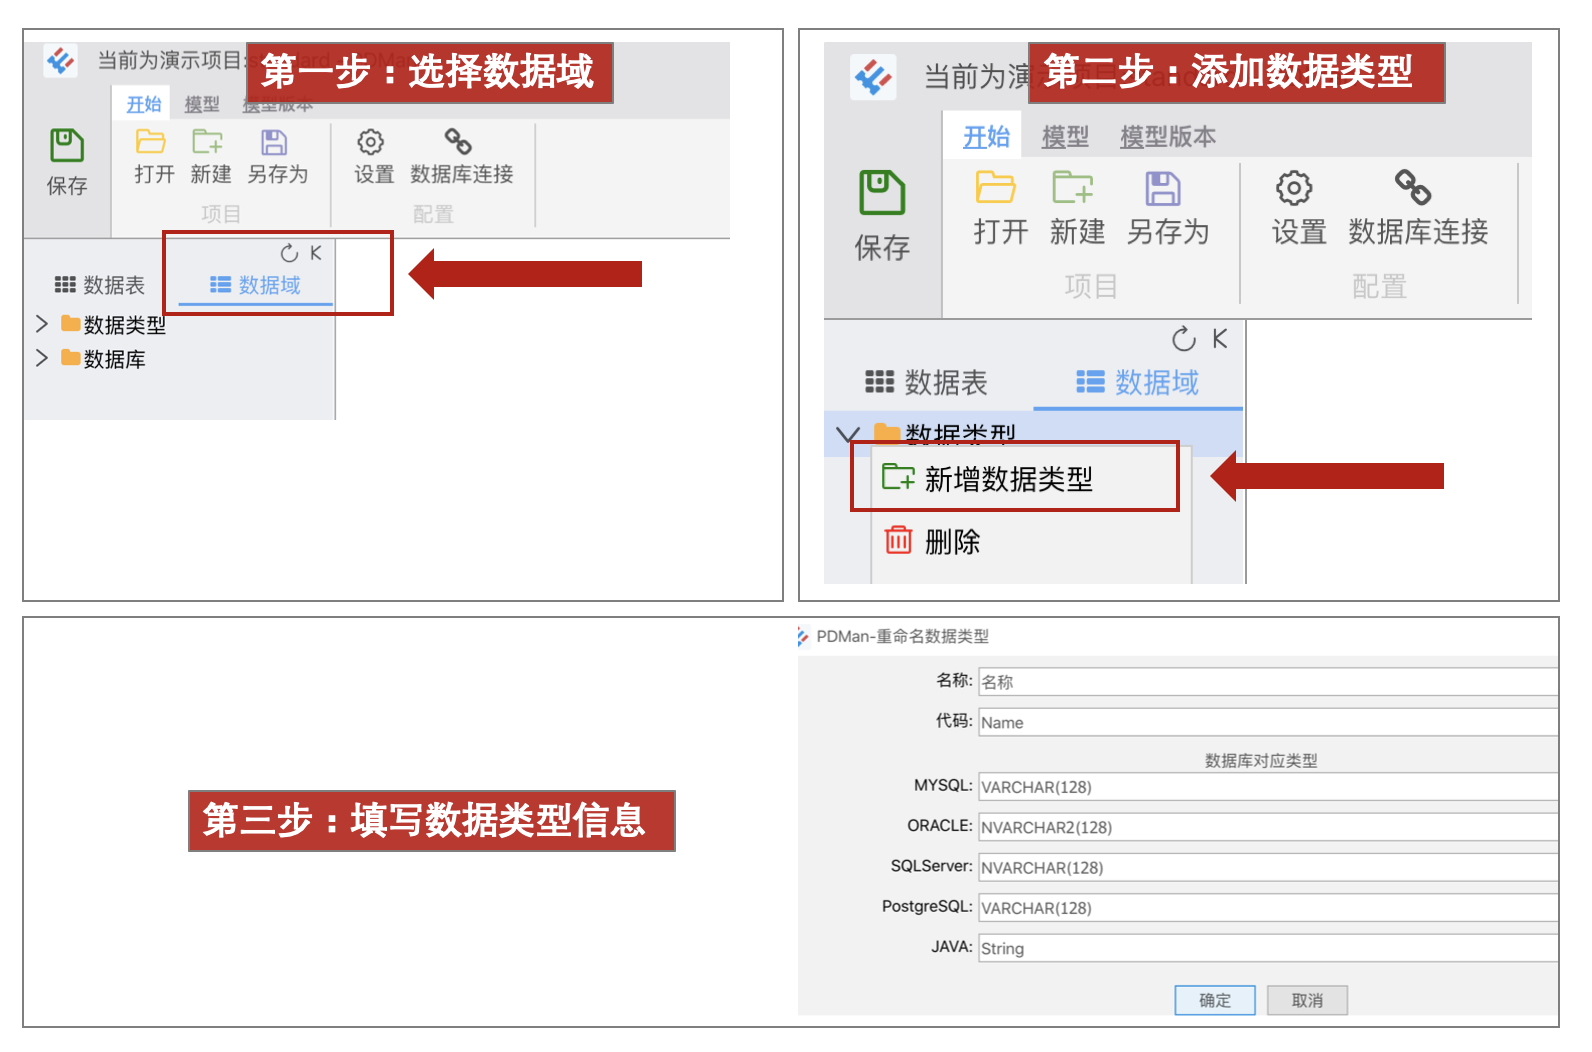 当前为演示项目:
第一步：选择数据域
开始 模型 模型版本
保存
打开 新建 另存为 设置 数据库连接
项目 配置
数据表 数据域
数据类型
数据库
当前为演
第二步：添加数据类型
开始 模型 模型版本
保存
打开 新建 另存为 设置 数据库连接
项目 配置
数据表 数据域
数据类型
新增数据类型
删除
第三步：填写数据类型信息
PDMan-重命名数据类型
名称: 名称
代码: Name
数据库对应类型
MYSQL: VARCHAR(128)
ORACLE: NVARCHAR2(128)
SQLServer: NVARCHAR(128)
PostgreSQL: VARCHAR(128)
JAVA: String
确定 取消